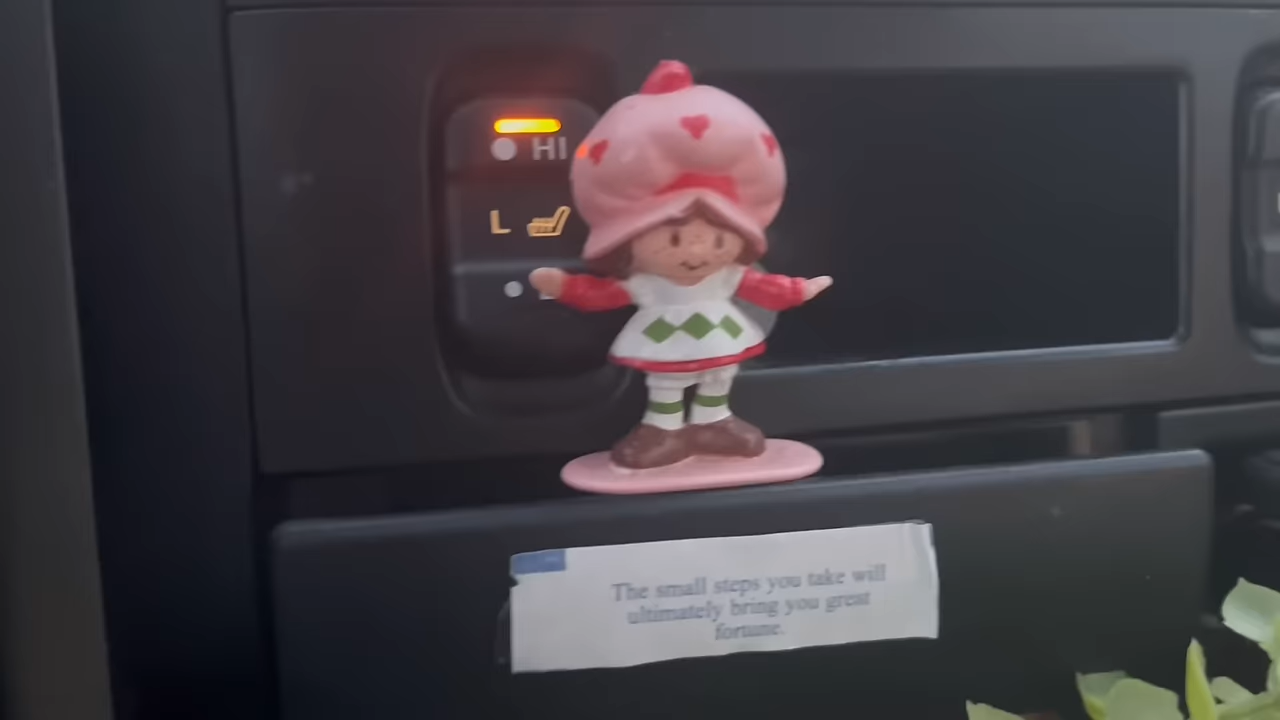 HI
L
The small steps you take will
ultimately bring you great
fortune.